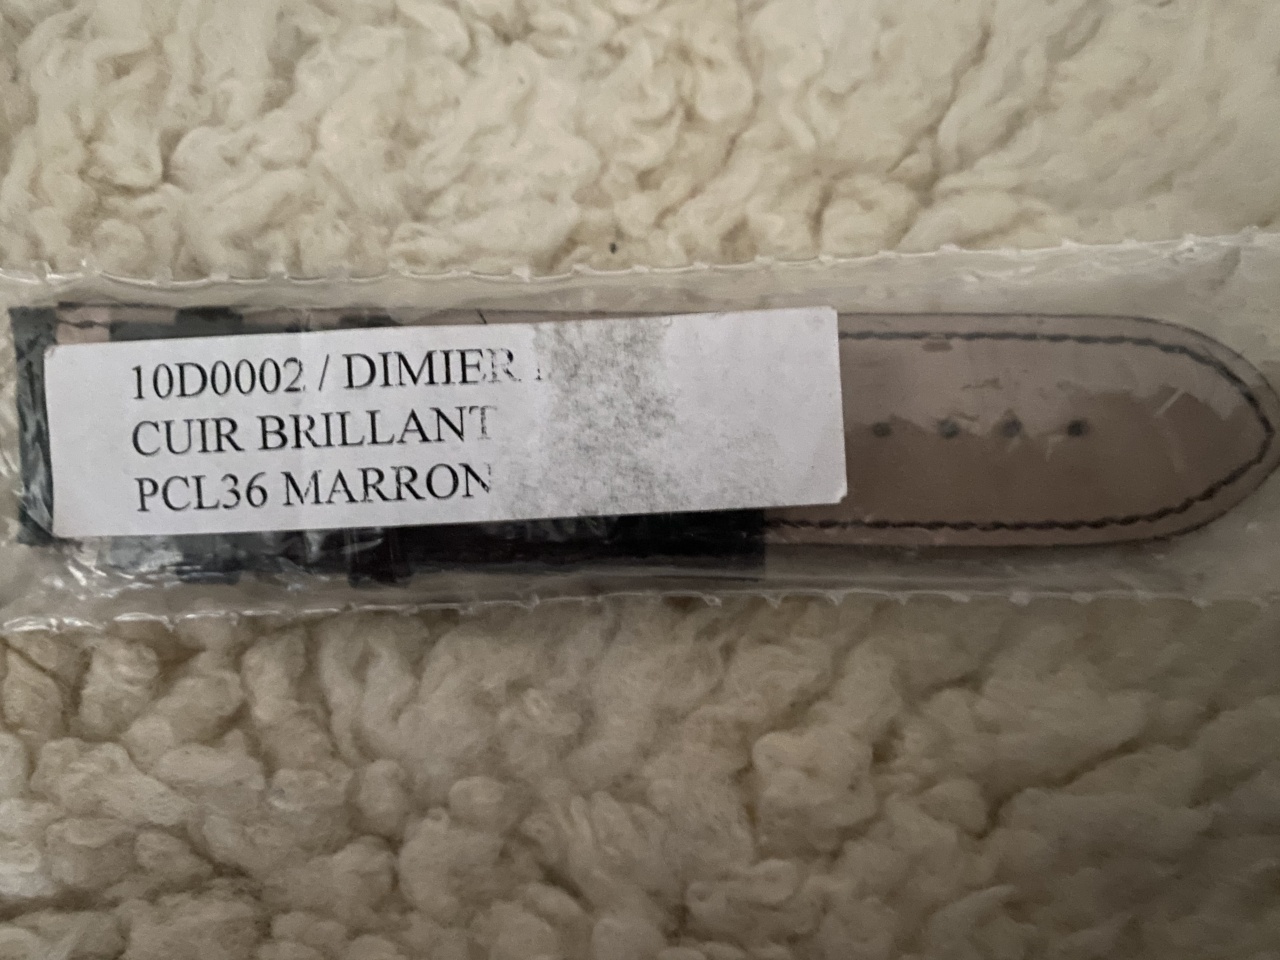 10D0002 / DIMIER
CUIR BRILLANT
PCL36 MARRON